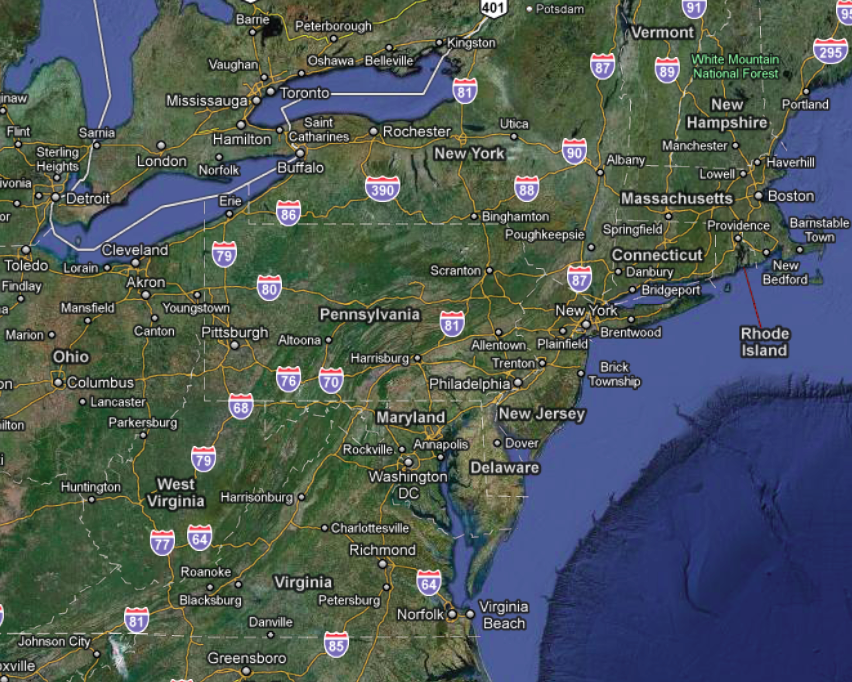 401
Potsdam
91
95
Barrie
Peterborough
Kingston
Vermont
295
Vaughan
Oshawa
Belleville
87
89
White Mountain
National Forest
81
Mississauga
Toronto
Portland
New
Hampshire
Flint
Sarnia
Hamilton
Saint
Catharines
Rochester
Utica
Manchester
London
Sterling
Heights
Norfolk
Buffalo
New York
90
Albany
Haverhill
Lowell
Detroit
Erie
86
390
88
Massachusetts
Boston
Binghamton
Poughkeepsie
Springfield
Providence
Barnstable
Town
Cleveland
79
Connecticut
Toledo
Lorain
Scranton
87
Danbury
New
Bedford
Findlay
Akron
80
Bridgeport
Mansfield
Youngstown
Pennsylvania
81
New York
Marion
Canton
Pittsburgh
Altoona
Allentown
Plainfield
Brentwood
Rhode
Island
Ohio
Harrisburg
Trenton
Columbus
76
70
Philadelphia
Brick
Township
Lancaster
68
Parkersburg
Maryland
New Jersey
79
Rockville
Annapolis
Dover
Washington
DC
Delaware
Huntington
West
Virginia
Harrisonburg
77
64
Charlottesville
Richmond
Roanoke
Blacksburg
Virginia
Petersburg
64
Norfolk
Virginia
Beach
81
Danville
Johnson City
85
Greensboro